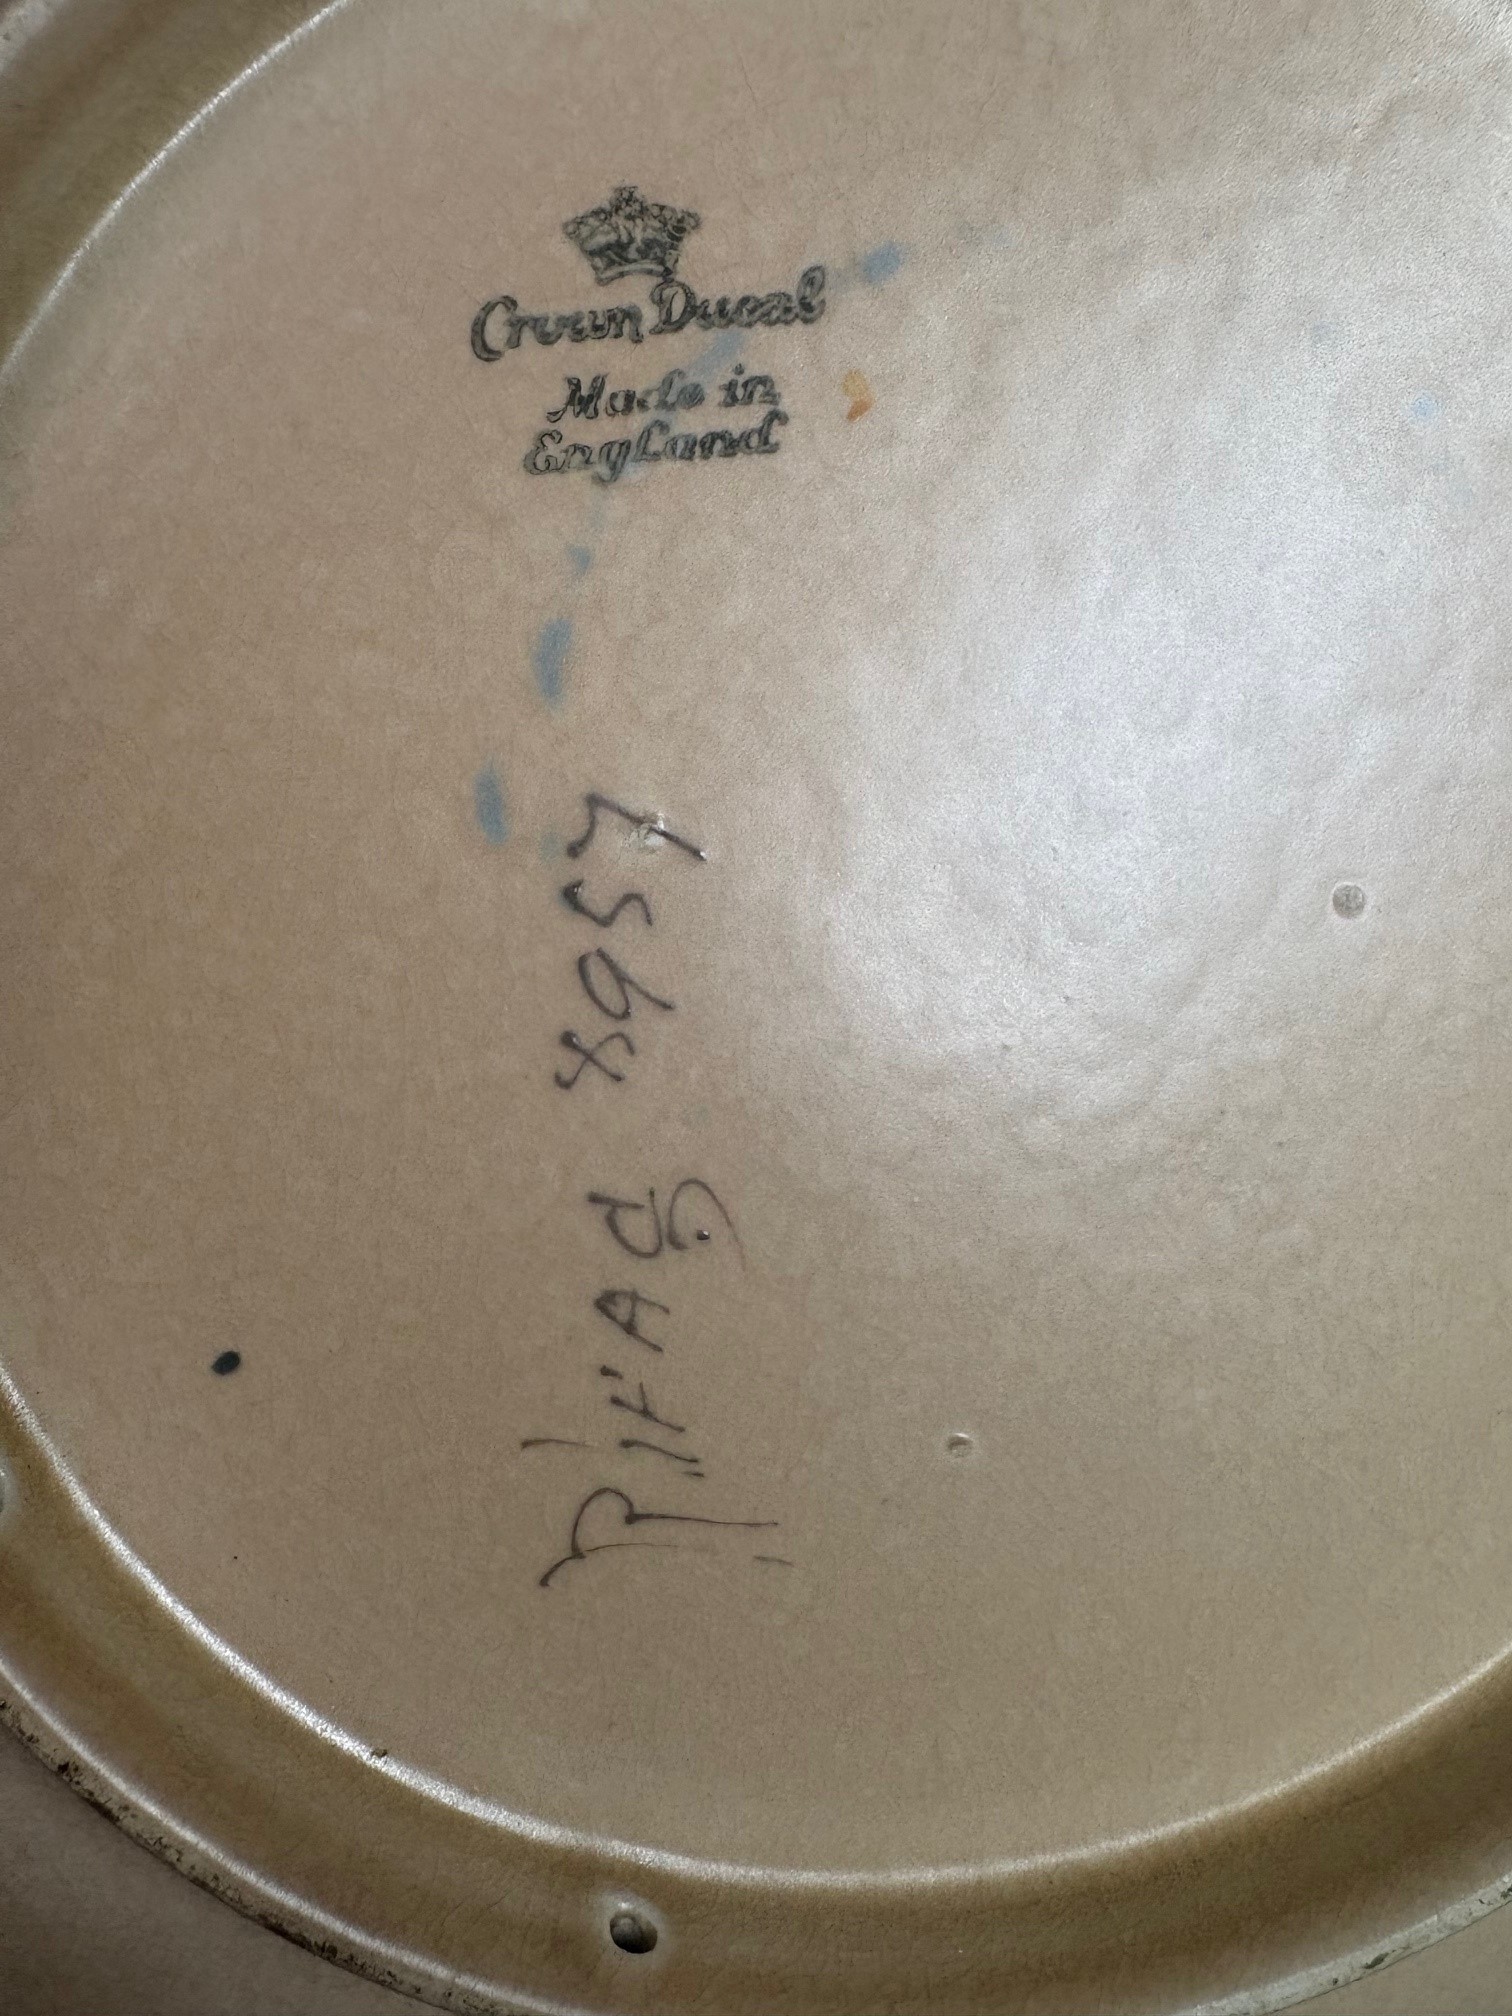 Crown Ducal
Made in
England
4957